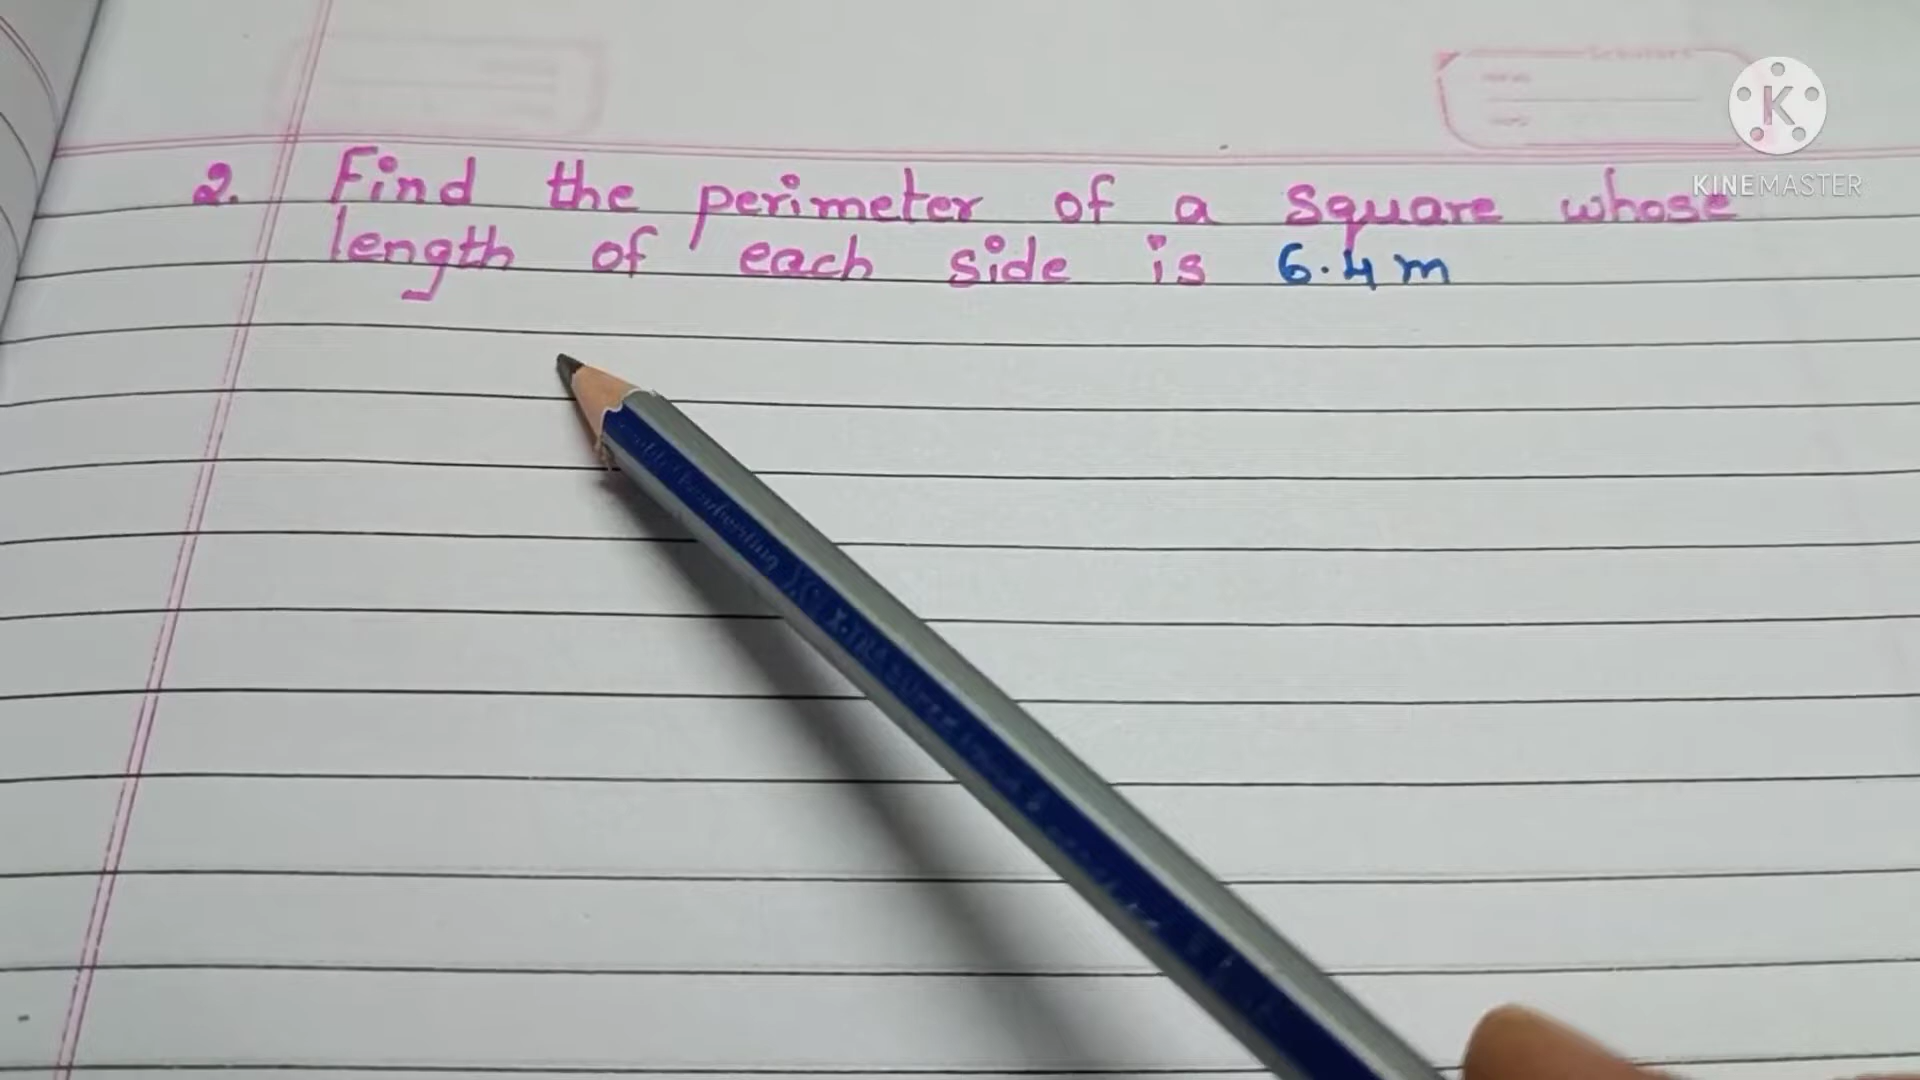 K
KINEMASTER
2. Find the perimeter of a square whose
length of each side is 6.4 m